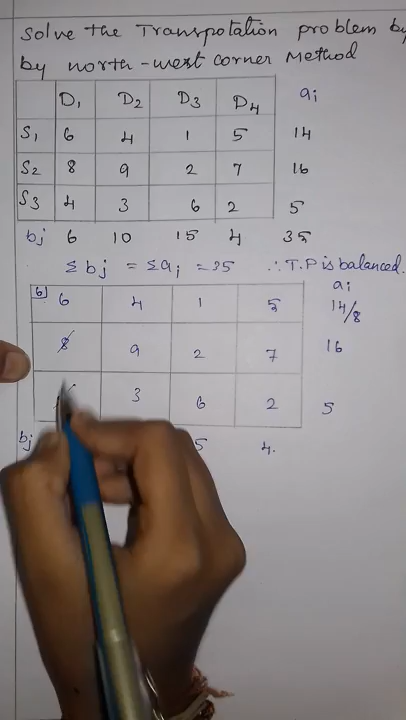 Solve the Transpotation problem by
by north-west corner Method
D1 D2 D3 D4 ai
S1 6 4 1 5 14
S2 8 9 2 7 16
S3 4 3 6 2 5
bj 6 10 15 4 35
Σbj = Σai = 35 ∴ T.P is balanced.
ai
6 6 4 1 5 14/8
8 9 2 7 16
3 6 2 5
bj 5 4.